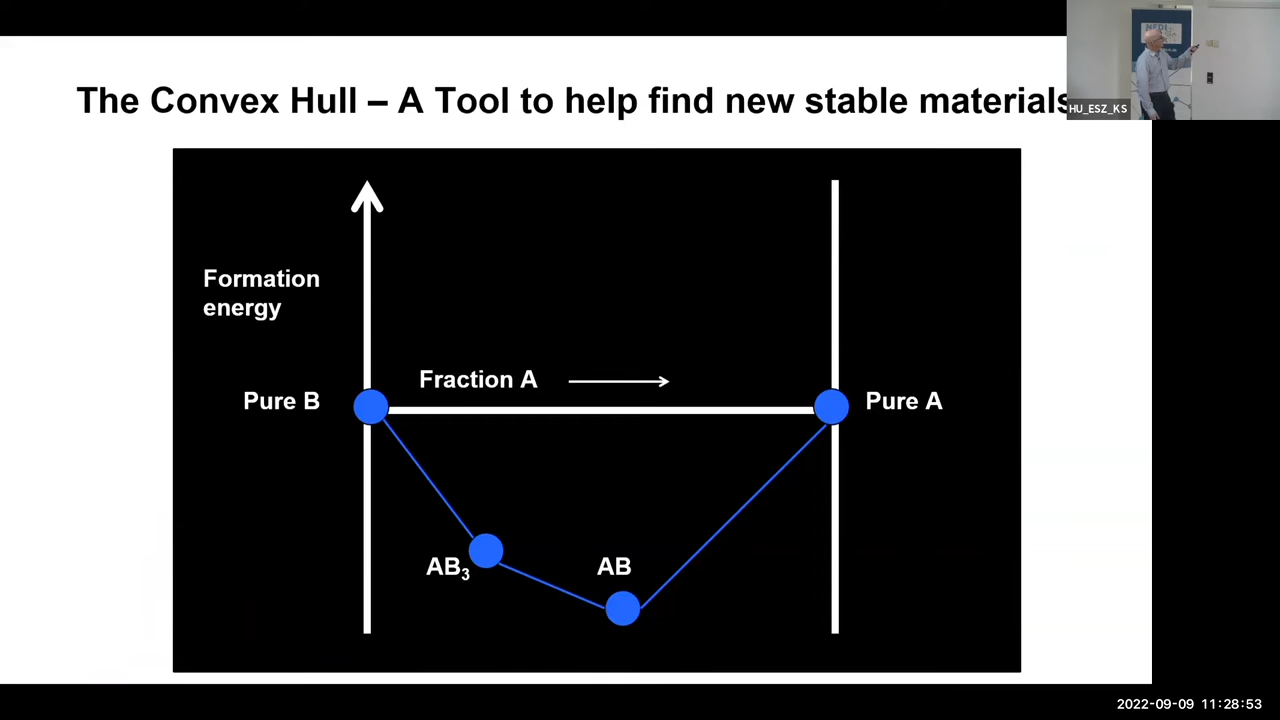 The Convex Hull – A Tool to help find new stable materials
HU_ESZ_KS
Formation
energy
Fraction A
Pure B
Pure A
AB₃
AB
2022-09-09 11:28:53